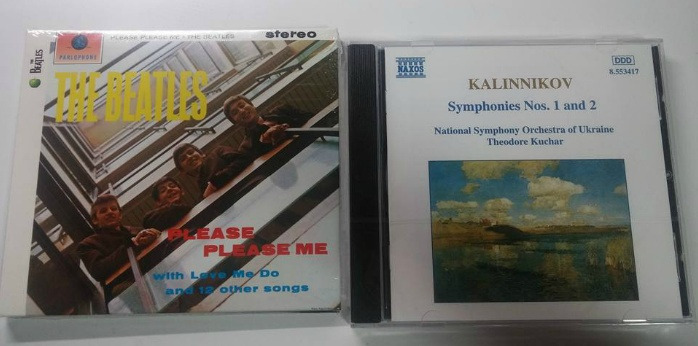 PLEASE PLEASE ME • THE BEATLES
stereo
PARLOPHONE
THE BEATLES
THE BEATLES
PLEASE
PLEASE ME
with Love Me Do
and 12 other songs
NAXOS
DDD
8.553417
KALINNIKOV
Symphonies Nos. 1 and 2
National Symphony Orchestra of Ukraine
Theodore Kuchar